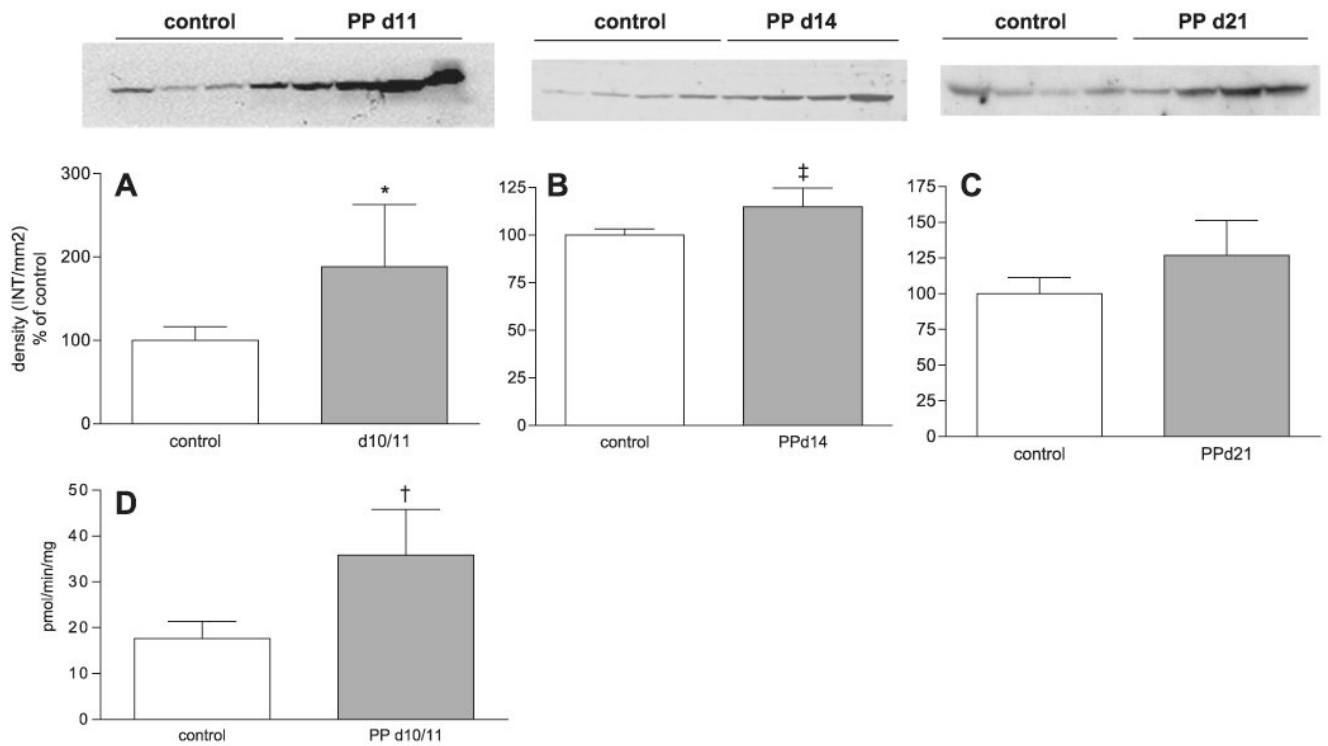 control PP d11 control PP d14 control PP d21
A
density (INT/mm2)
% of control
300
200
100
0
*
control d10/11
B
125
100
75
50
25
0
‡
control PPd14
C
175
150
125
100
75
50
25
0
control PPd21
D
pmol/min/mg
50
40
30
20
10
0
†
control PP d10/11